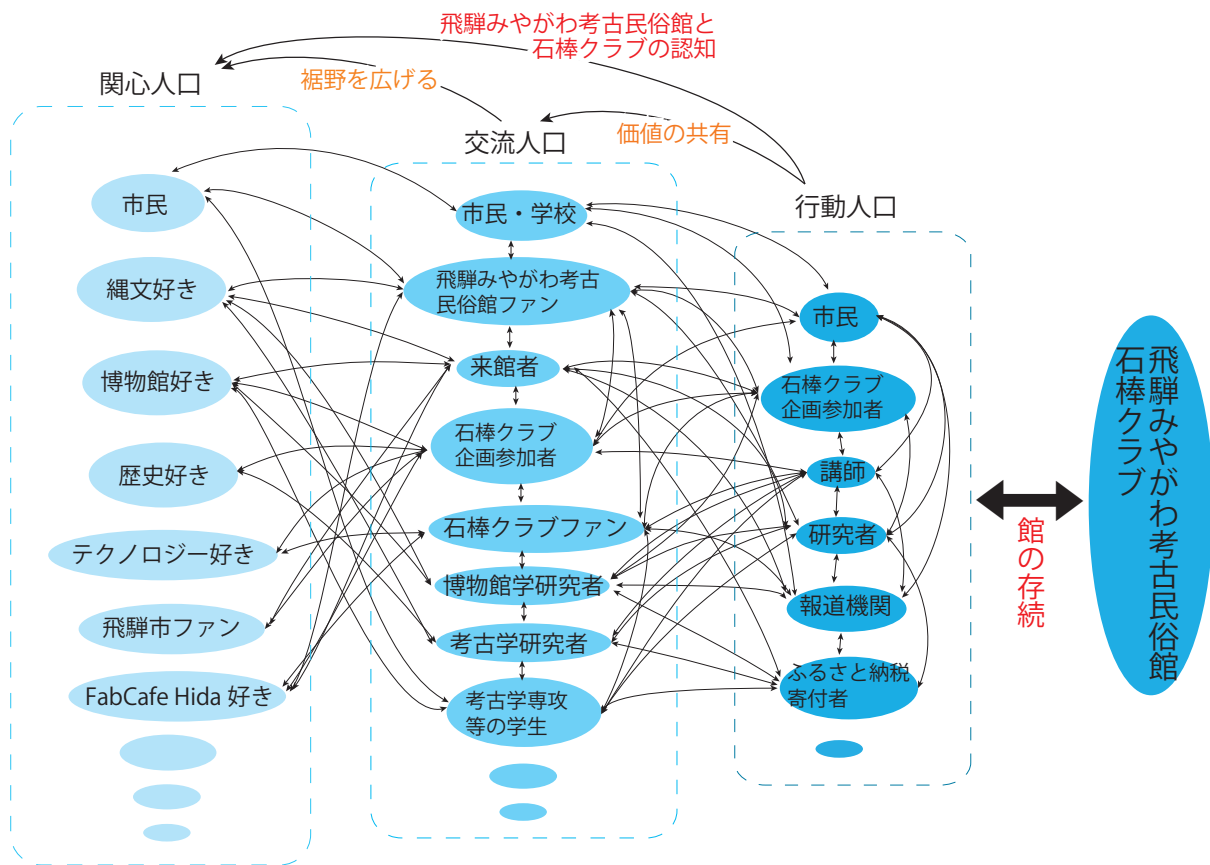 飛騨みやがわ考古民俗館と
石棒クラブの認知
関心人口
裾野を広げる
交流人口
価値の共有
行動人口
市民
縄文好き
博物館好き
歴史好き
テクノロジー好き
飛騨市ファン
FabCafe Hida 好き
市民・学校
飛騨みやがわ考古
民俗館ファン
来館者
石棒クラブ
企画参加者
石棒クラブファン
博物館学研究者
考古学研究者
考古学専攻
等の学生
市民
石棒クラブ
企画参加者
講師
研究者
報道機関
ふるさと納税
寄付者
館の存続
飛騨みやがわ考古民俗館
石棒クラブ